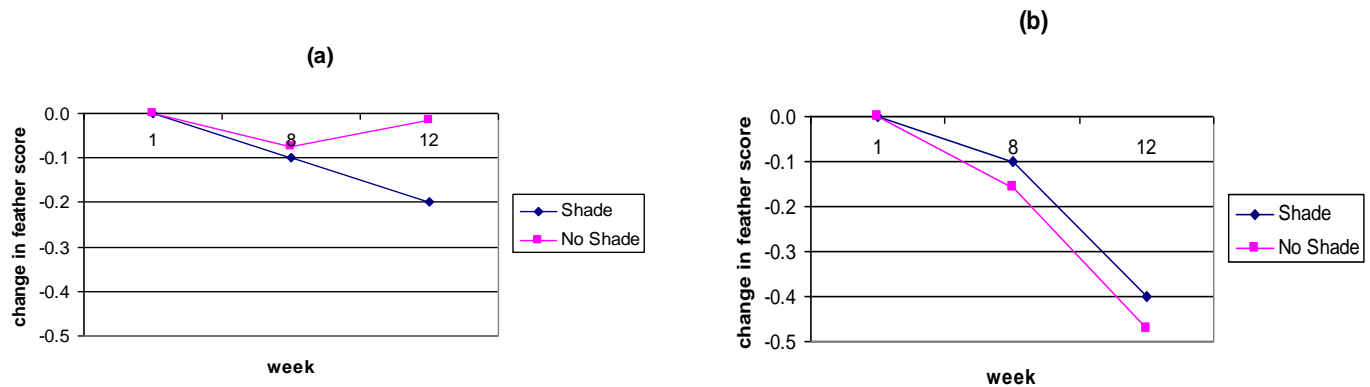 (a)
change in feather score
0.0
-0.1
-0.2
-0.3
-0.4
-0.5
1
8
12
week
Shade
No Shade
(b)
change in feather score
0.0
-0.1
-0.2
-0.3
-0.4
-0.5
1
8
12
week
Shade
No Shade